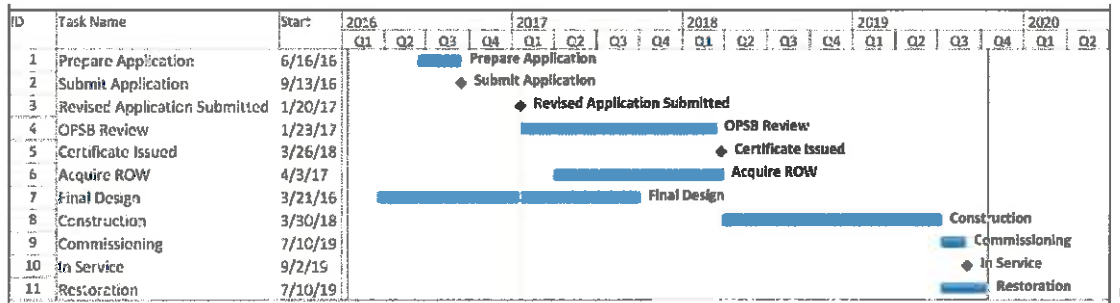 ID Task Name Start 2016 2017 2018 2019 2020
Q1 Q2 Q3 Q4 Q1 Q2 Q3 Q4 Q1 Q2 Q3 Q4 Q1 Q2 Q3 Q4 Q1 Q2
1 Prepare Application 6/16/16 Prepare Application
2 Submit Application 9/13/16 Submit Application
3 Revised Application Submitted 1/20/17 Revised Application Submitted
4 OPSB Review 1/23/17 OPSB Review
5 Certificate Issued 3/26/18 Certificate Issued
6 Acquire ROW 4/3/17 Acquire ROW
7 Final Design 3/21/16 Final Design
8 Construction 3/30/18 Construction
9 Commissioning 7/10/19 Commissioning
10 In Service 9/2/19 In Service
11 Restoration 7/10/19 Restoration